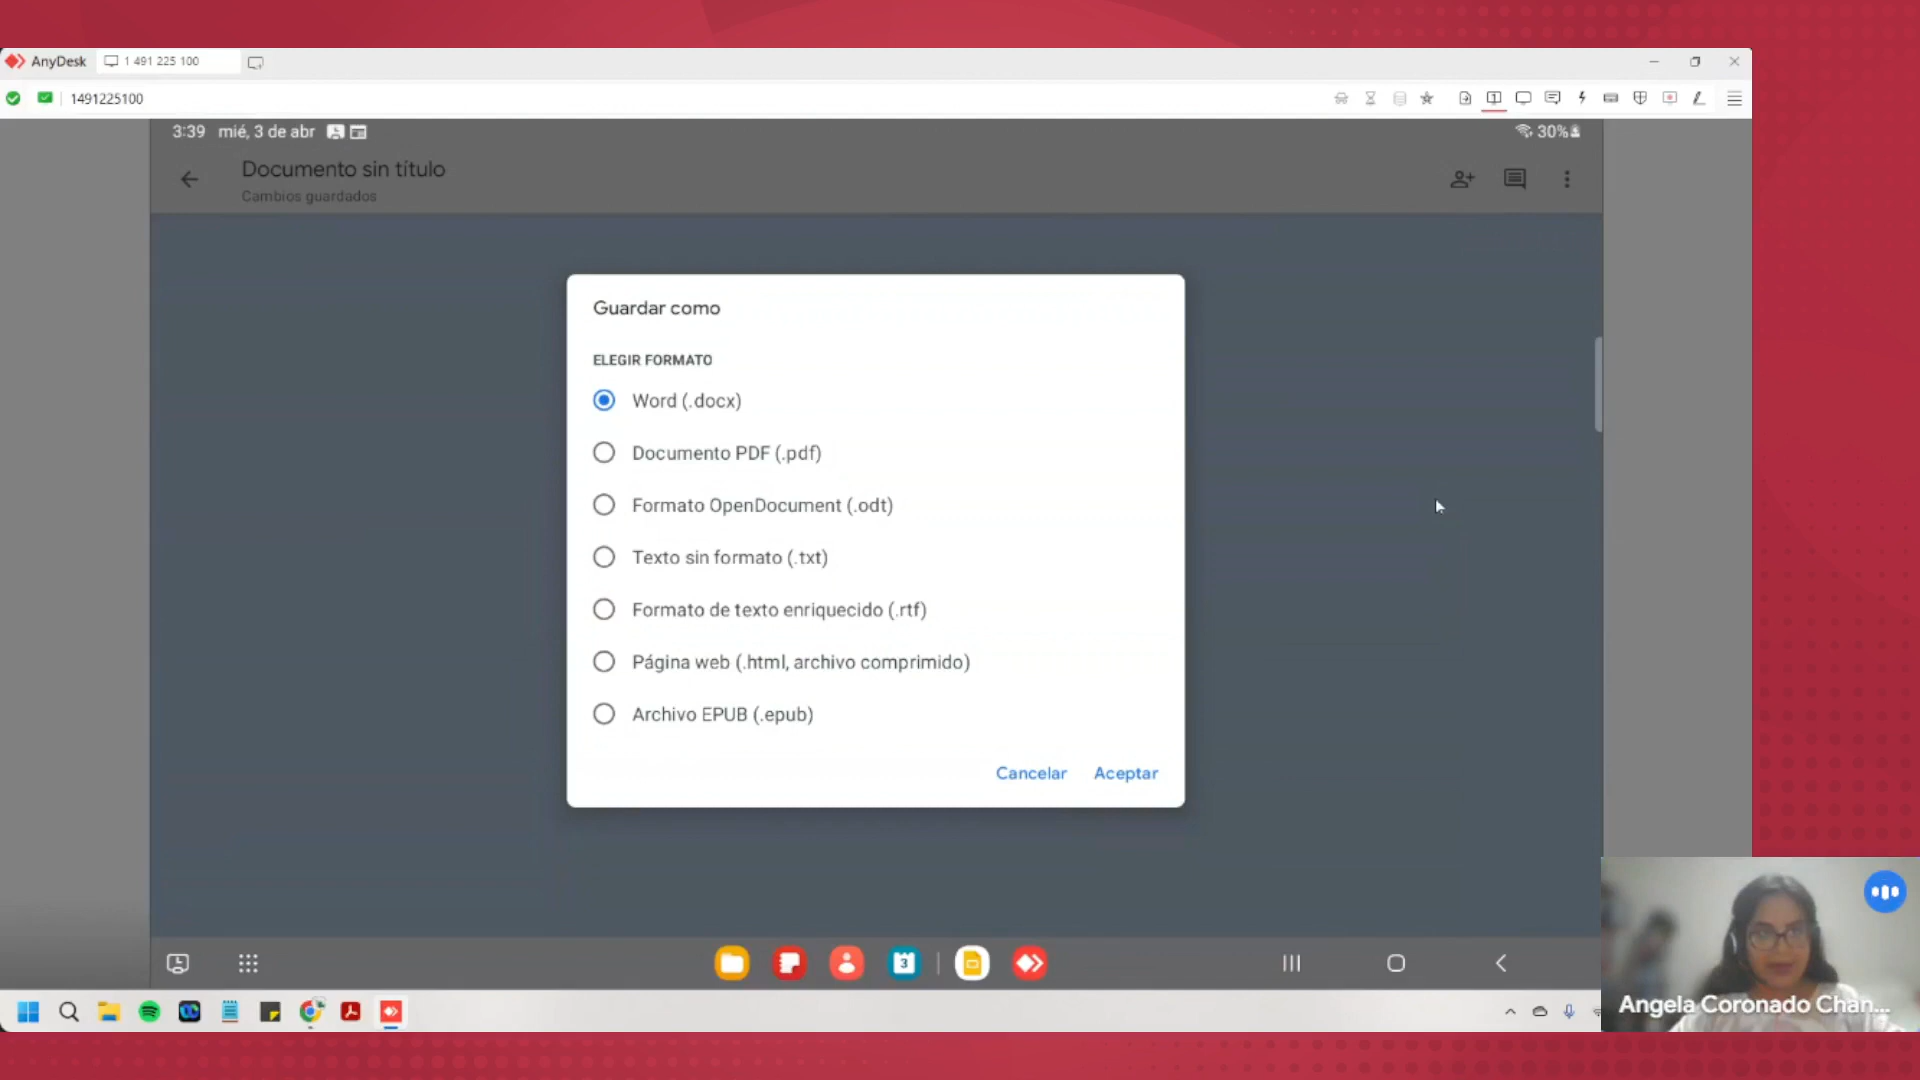 AnyDesk
1 491 225 100
1491225100
3:39 mié, 3 de abr
30%
Documento sin título
Cambios guardados
Guardar como
ELEGIR FORMATO
Word (.docx)
Documento PDF (.pdf)
Formato OpenDocument (.odt)
Texto sin formato (.txt)
Formato de texto enriquecido (.rtf)
Página web (.html, archivo comprimido)
Archivo EPUB (.epub)
Cancelar
Aceptar
3
Angela Coronado Chan...